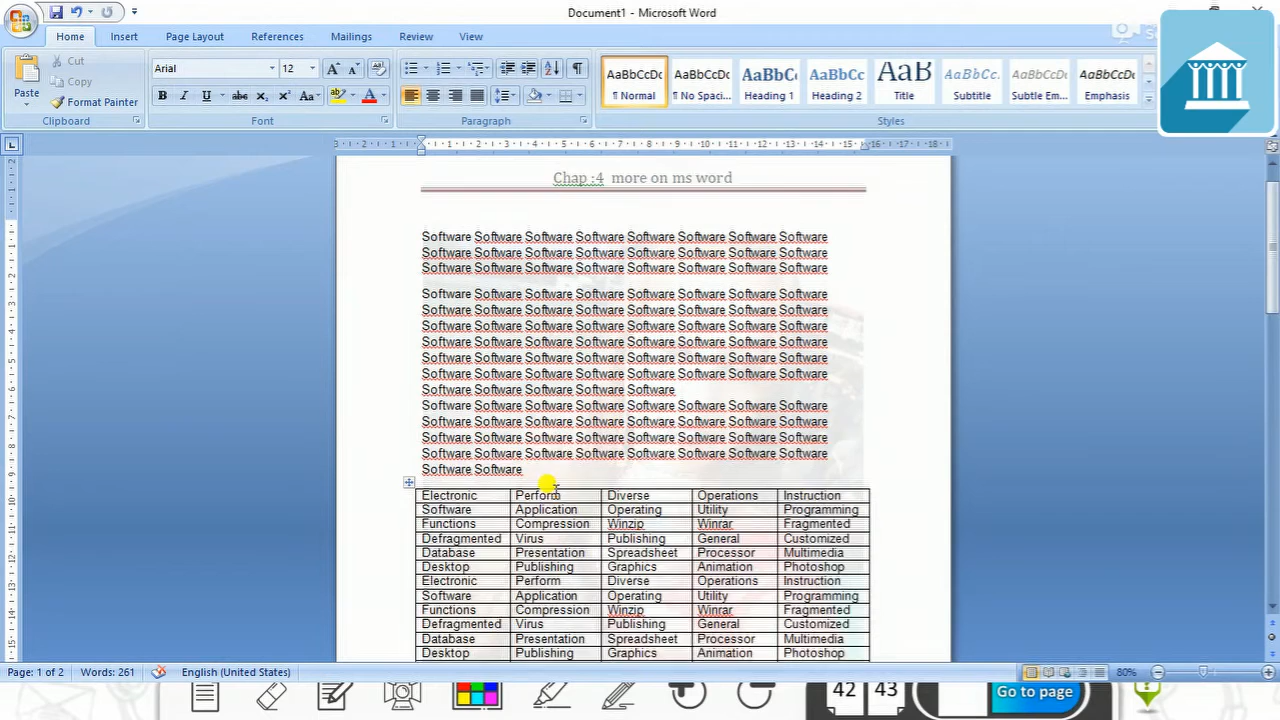 Document1 - Microsoft Word
Home Insert Page Layout References Mailings Review View
Paste
Cut
Copy
Format Painter
Clipboard
Arial 12
Font
Paragraph
AaBbCcDc AaBbCcDc AaBbCc AaBbCc AaB AaBbCc. AaBbCcDc AaBbCcDc
¶ Normal ¶ No Spaci... Heading 1 Heading 2 Title Subtitle Subtle Em... Emphasis
Styles
Chap :4 more on ms word
Software Software Software Software Software Software Software Software
Software Software Software Software Software Software Software Software
Software Software Software Software Software Software Software Software
Software Software Software Software Software Software Software Software
Software Software Software Software Software Software Software Software
Software Software Software Software Software Software Software Software
Software Software Software Software Software Software Software Software
Software Software Software Software Software Software Software Software
Software Software Software Software Software Software Software Software
Software Software Software Software Software
Software Software Software Software Software Software Software Software
Software Software Software Software Software Software Software Software
Software Software Software Software Software Software Software Software
Software Software Software Software Software Software Software Software
Software Software
Electronic Perform Diverse Operations Instruction
Software Application Operating Utility Programming
Functions Compression Winzip Winrar Fragmented
Defragmented Virus Publishing General Customized
Database Presentation Spreadsheet Processor Multimedia
Desktop Publishing Graphics Animation Photoshop
Electronic Perform Diverse Operations Instruction
Software Application Operating Utility Programming
Functions Compression Winzip Winrar Fragmented
Defragmented Virus Publishing General Customized
Database Presentation Spreadsheet Processor Multimedia
Desktop Publishing Graphics Animation Photoshop
Page: 1 of 2 Words: 261 English (United States) 80%
42 43 Go to page